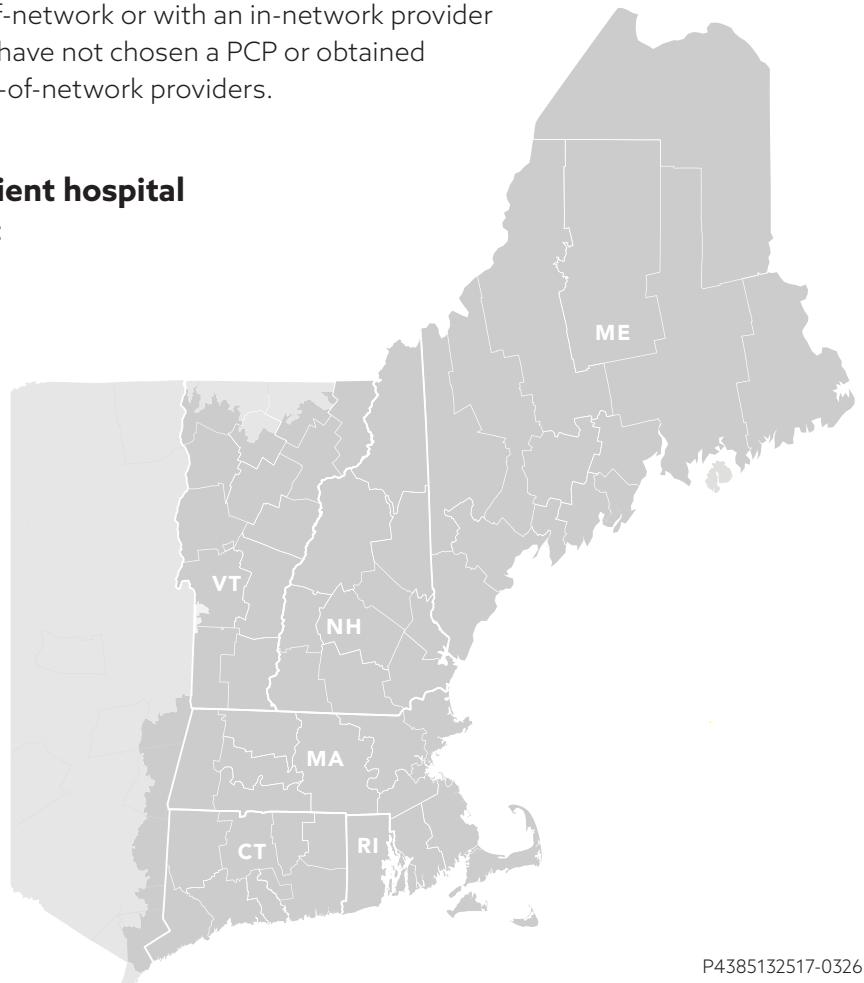 f-network or with an in-network provider
have not chosen a PCP or obtained
-of-network providers.
ient hospital
ME
VT
NH
MA
CT
RI
P4385132517-0326